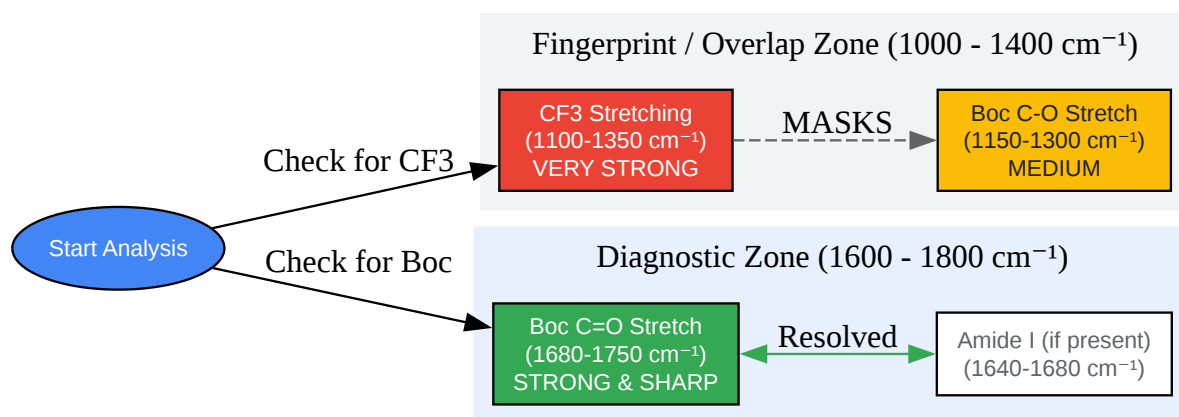 Fingerprint / Overlap Zone (1000 - 1400 cm⁻¹)
CF3 Stretching
(1100-1350 cm⁻¹)
VERY STRONG
MASKS
Boc C-O Stretch
(1150-1300 cm⁻¹)
MEDIUM
Check for CF3
Start Analysis
Check for Boc
Diagnostic Zone (1600 - 1800 cm⁻¹)
Boc C=O Stretch
(1680-1750 cm⁻¹)
STRONG & SHARP
Resolved
Amide I (if present)
(1640-1680 cm⁻¹)